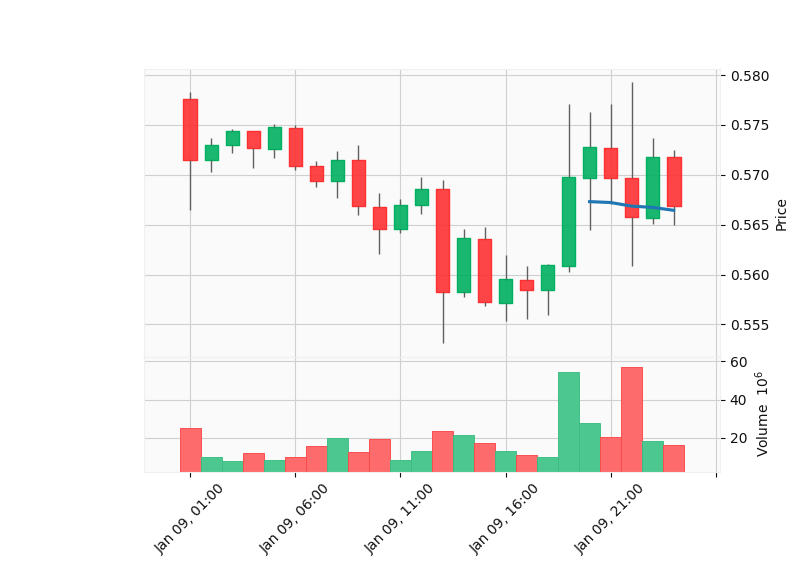 0.580
0.575
0.570
0.565
0.560
0.555
Price
60
40
20
Volume 10^6
Jan 09, 01:00
Jan 09, 06:00
Jan 09, 11:00
Jan 09, 16:00
Jan 09, 21:00